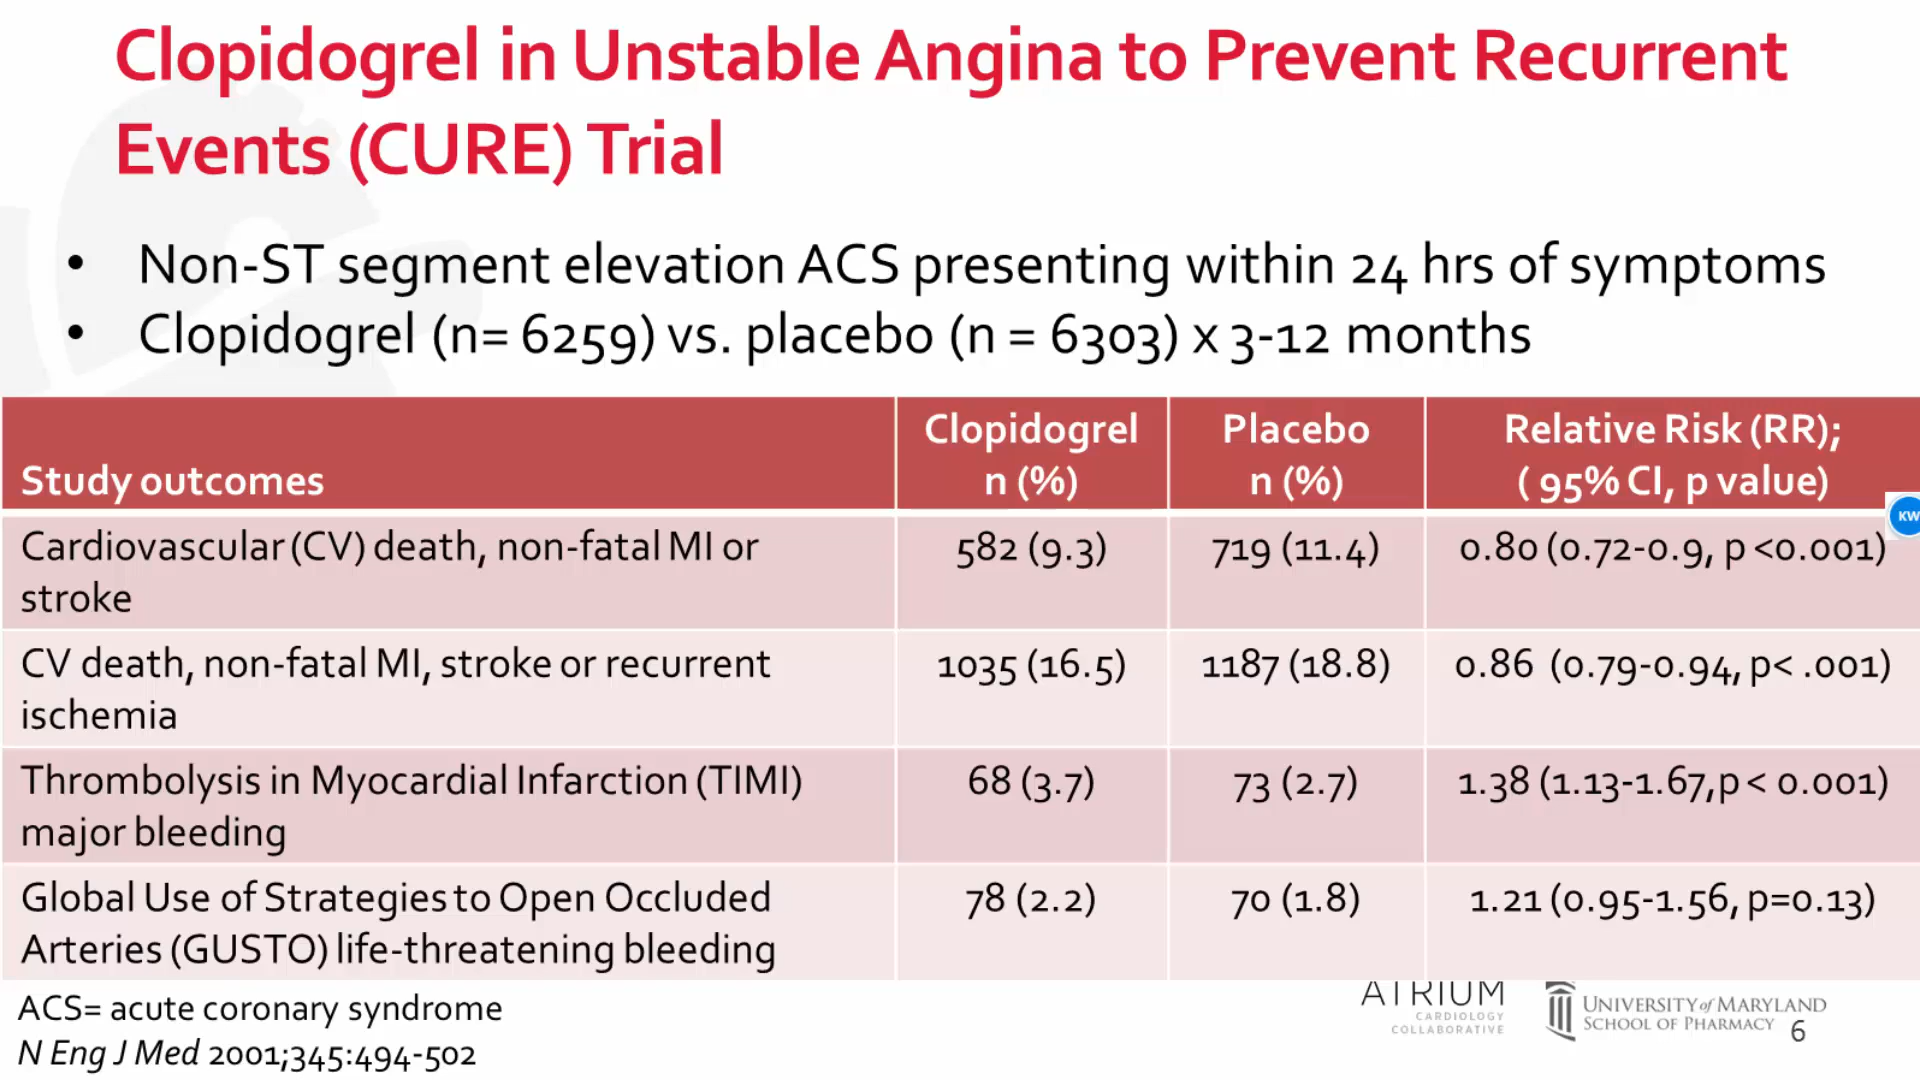 Clopidogrel in Unstable Angina to Prevent Recurrent
Events (CURE) Trial
• Non-ST segment elevation ACS presenting within 24 hrs of symptoms
• Clopidogrel (n= 6259) vs. placebo (n = 6303) x 3-12 months
Study outcomes
Clopidogrel
n (%)
Placebo
n (%)
Relative Risk (RR);
( 95% CI, p value)
KW
Cardiovascular (CV) death, non-fatal MI or
stroke
582 (9.3)
719 (11.4)
0.80 (0.72-0.9, p <0.001)
CV death, non-fatal MI, stroke or recurrent
ischemia
1035 (16.5)
1187 (18.8)
0.86 (0.79-0.94, p< .001)
Thrombolysis in Myocardial Infarction (TIMI)
major bleeding
68 (3.7)
73 (2.7)
1.38 (1.13-1.67,p < 0.001)
Global Use of Strategies to Open Occluded
Arteries (GUSTO) life-threatening bleeding
78 (2.2)
70 (1.8)
1.21 (0.95-1.56, p=0.13)
ACS= acute coronary syndrome
N Eng J Med 2001;345:494-502
ATRIUM
CARDIOLOGY
COLLABORATIVE
UNIVERSITY of MARYLAND
SCHOOL OF PHARMACY
6